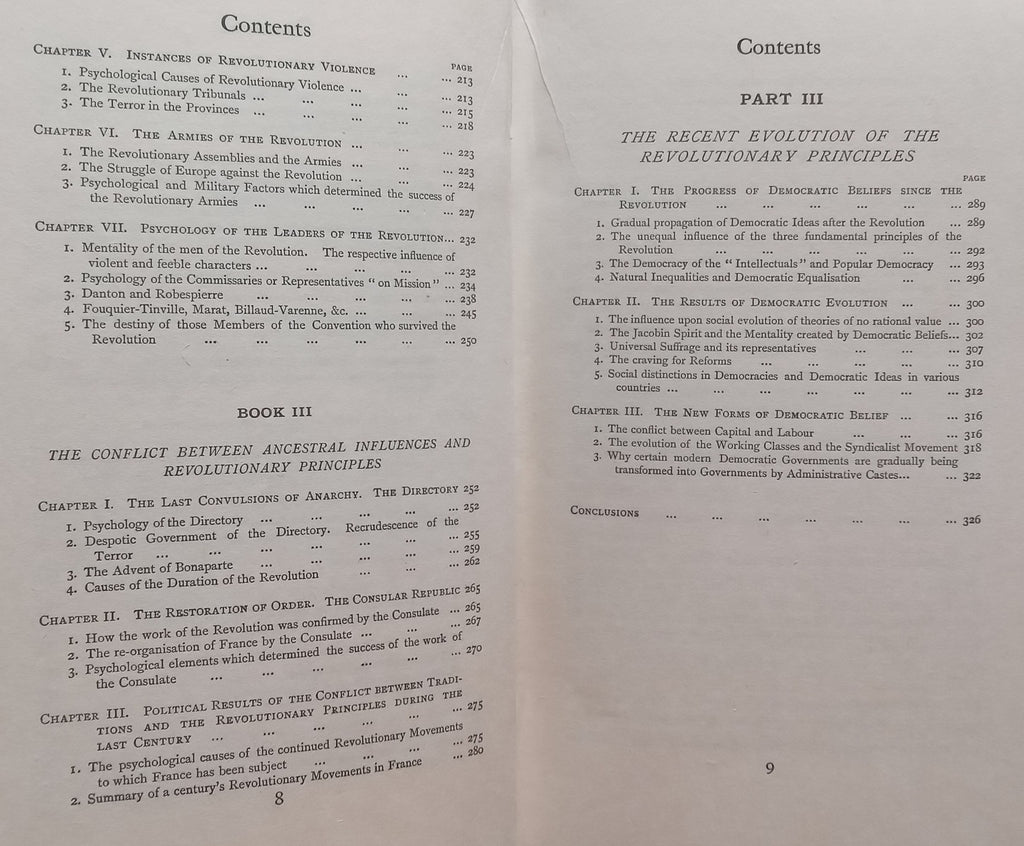 Contents
PAGE
CHAPTER V. INSTANCES OF REVOLUTIONARY VIOLENCE ... ... 213
1. Psychological Causes of Revolutionary Violence ... ... ... 213
2. The Revolutionary Tribunals ... ... ... ... 215
3. The Terror in the Provinces ... ... ... ... 218
CHAPTER VI. THE ARMIES OF THE REVOLUTION ... ... ... 223
1. The Revolutionary Assemblies and the Armies ... ... ... 223
2. The Struggle of Europe against the Revolution ... ... ... 224
3. Psychological and Military Factors which determined the success of
the Revolutionary Armies ... ... ... ... 227
CHAPTER VII. PSYCHOLOGY OF THE LEADERS OF THE REVOLUTION... 232
1. Mentality of the men of the Revolution. The respective influence of
violent and feeble characters ... ... ... ... ... 232
2. Psychology of the Commissaries or Representatives "on Mission" ... 234
3. Danton and Robespierre ... ... ... ... ... 238
4. Fouquier-Tinville, Marat, Billaud-Varenne, &c. ... ... ... 245
5. The destiny of those Members of the Convention who survived the
Revolution ... ... ... ... ... ... 250
BOOK III
THE CONFLICT BETWEEN ANCESTRAL INFLUENCES AND
REVOLUTIONARY PRINCIPLES
CHAPTER I. THE LAST CONVULSIONS OF ANARCHY. THE DIRECTORY 252
1. Psychology of the Directory ... ... ... ... ... 252
2. Despotic Government of the Directory. Recrudescence of the
Terror ... ... ... ... ... ... 255
3. The Advent of Bonaparte ... ... ... ... ... 259
4. Causes of the Duration of the Revolution ... ... ... 262
CHAPTER II. THE RESTORATION OF ORDER. THE CONSULAR REPUBLIC 265
1. How the work of the Revolution was confirmed by the Consulate ... 265
2. The re-organisation of France by the Consulate ... ... ... 267
3. Psychological elements which determined the success of the work of
the Consulate ... ... ... ... ... ... 270
CHAPTER III. POLITICAL RESULTS OF THE CONFLICT BETWEEN TRADI-
TIONS AND THE REVOLUTIONARY PRINCIPLES DURING THE
LAST CENTURY ... ... ... ... ... ... 275
1. The psychological causes of the continued Revolutionary Movements
to which France has been subject ... ... ... ... 275
2. Summary of a century's Revolutionary Movements in France ... 280
8
Contents
PART III
THE RECENT EVOLUTION OF THE
REVOLUTIONARY PRINCIPLES
PAGE
CHAPTER I. THE PROGRESS OF DEMOCRATIC BELIEFS SINCE THE
REVOLUTION ... ... ... ... ... ... 289
1. Gradual propagation of Democratic Ideas after the Revolution ... 289
2. The unequal influence of the three fundamental principles of the
Revolution ... ... ... ... ... ... 292
3. The Democracy of the "Intellectuals" and Popular Democracy ... 293
4. Natural Inequalities and Democratic Equalisation ... ... 296
CHAPTER II. THE RESULTS OF DEMOCRATIC EVOLUTION ... ... 300
1. The influence upon social evolution of theories of no rational value ... 300
2. The Jacobin Spirit and the Mentality created by Democratic Beliefs... 302
3. Universal Suffrage and its representatives ... ... ... 307
4. The craving for Reforms ... ... ... ... ... 310
5. Social distinctions in Democracies and Democratic Ideas in various
countries ... ... ... ... ... ... ... 312
CHAPTER III. THE NEW FORMS OF DEMOCRATIC BELIEF ... ... 316
1. The conflict between Capital and Labour ... ... ... 316
2. The evolution of the Working Classes and the Syndicalist Movement 318
3. Why certain modern Democratic Governments are gradually being
transformed into Governments by Administrative Castes... ... 322
CONCLUSIONS ... ... ... ... ... ... ... 326
9